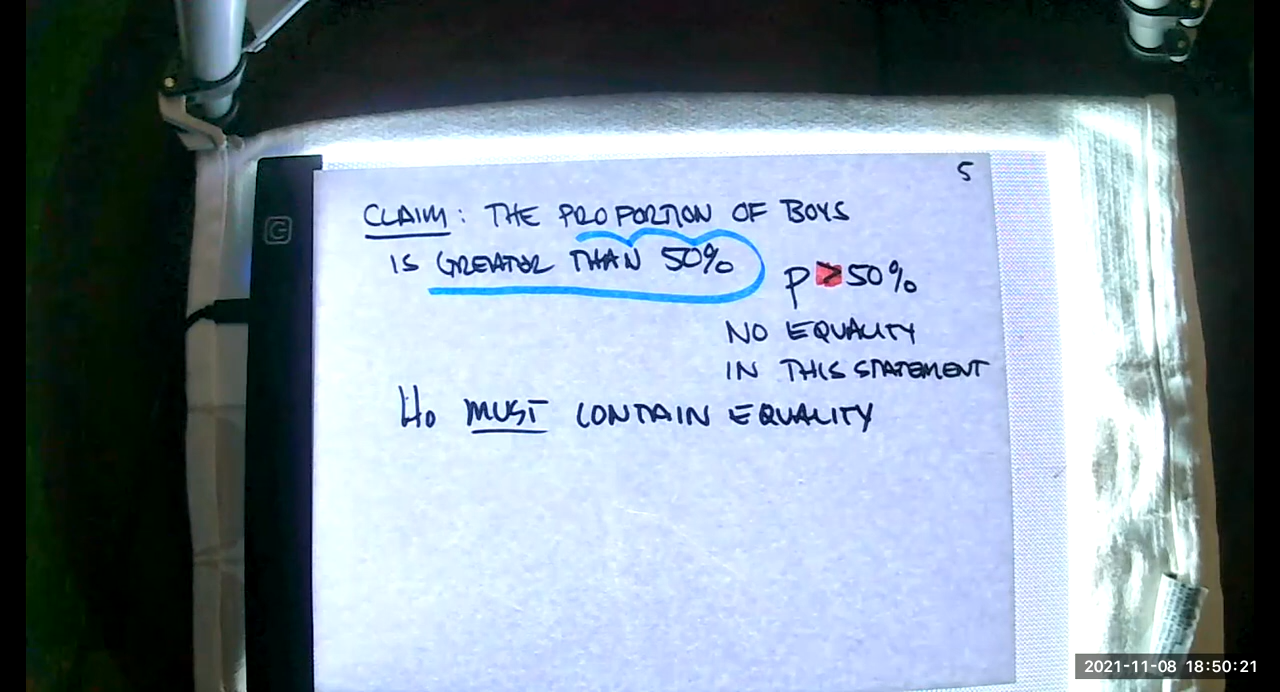 5
CLAIM: THE PROPORTION OF BOYS
IS GREATER THAN 50%
p > 50%
NO EQUALITY
IN THIS STATEMENT
Ho MUST CONTAIN EQUALITY
2021-11-08 18:50:21